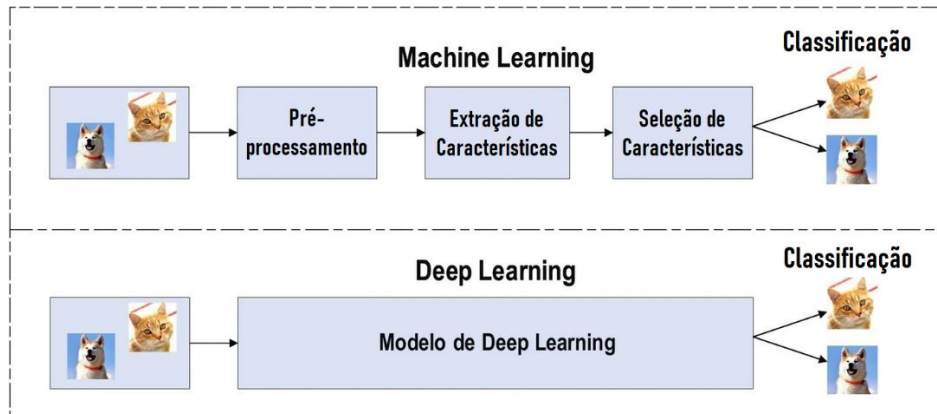 Machine Learning
Classificação
Pré-
processamento
Extração de
Características
Seleção de
Características
Deep Learning
Classificação
Modelo de Deep Learning